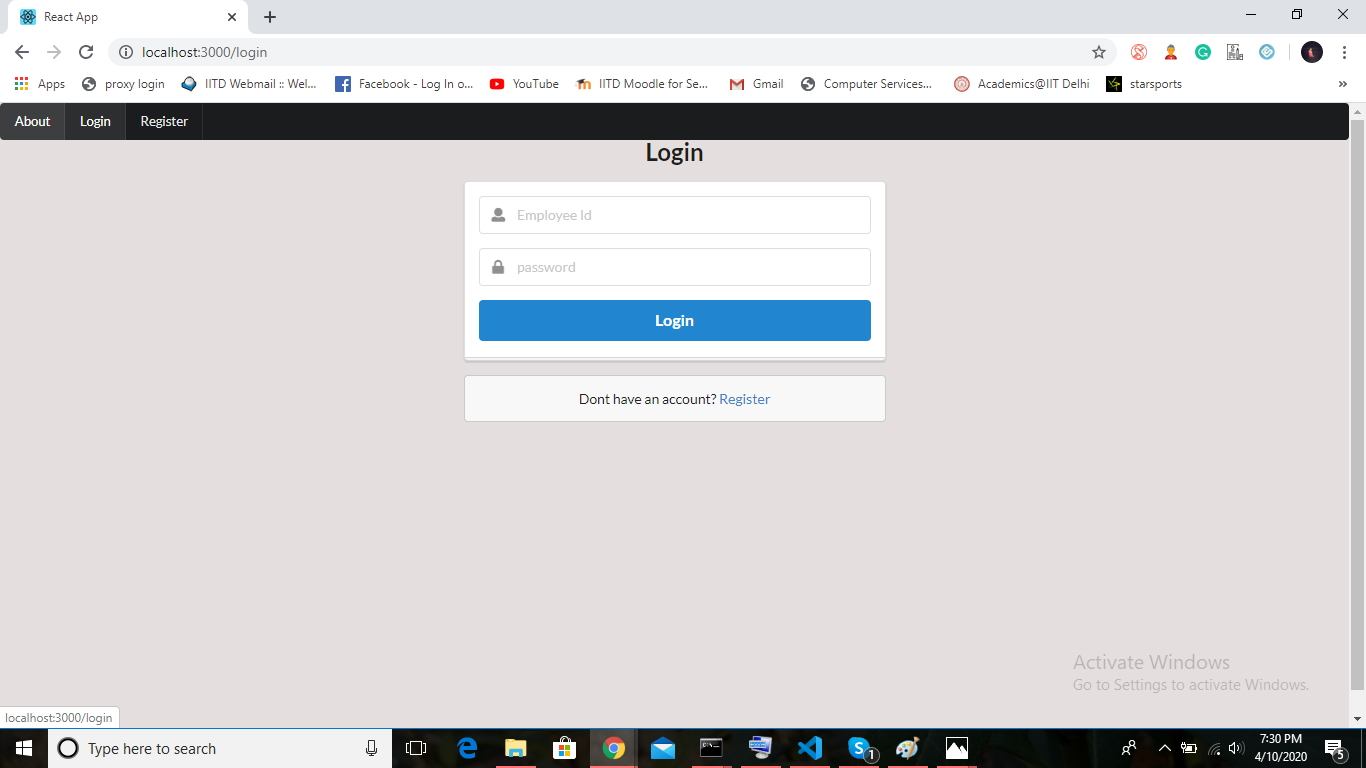 React App
localhost:3000/login
Apps proxy login IITD Webmail :: Wel... Facebook - Log In o... YouTube IITD Moodle for Se... Gmail Computer Services... Academics@IIT Delhi starsports »
About Login Register
Login
Employee Id
password
Login
Dont have an account? Register
Activate Windows
Go to Settings to activate Windows.
localhost:3000/login
Type here to search
1
7:30 PM
4/10/2020
5